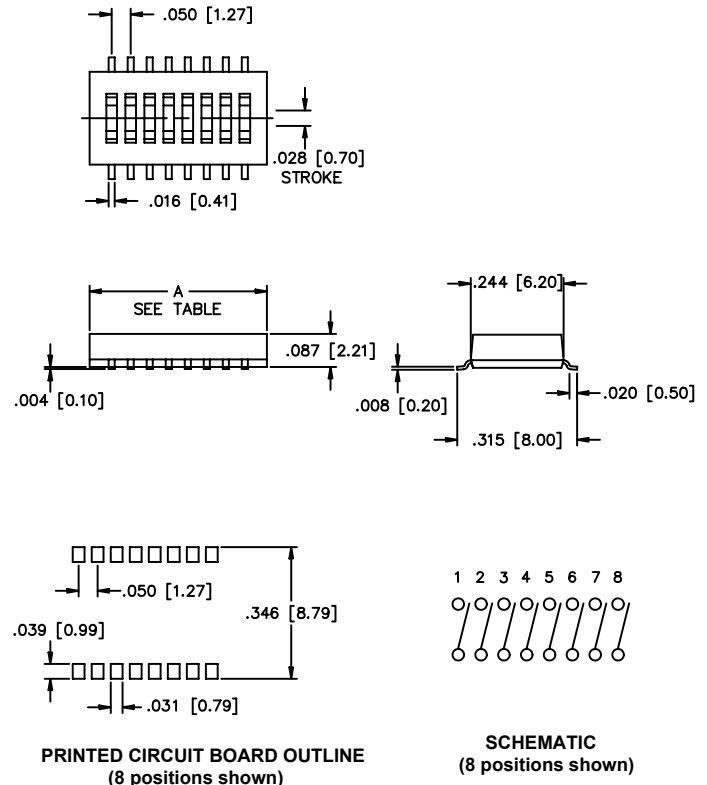 .050 [1.27]
.028 [0.70]
STROKE
.016 [0.41]
A
SEE TABLE
.087 [2.21]
.004 [0.10]
.244 [6.20]
.008 [0.20]
.020 [0.50]
.315 [8.00]
.050 [1.27]
.346 [8.79]
.039 [0.99]
.031 [0.79]
PRINTED CIRCUIT BOARD OUTLINE
(8 positions shown)
1 2 3 4 5 6 7 8
SCHEMATIC
(8 positions shown)